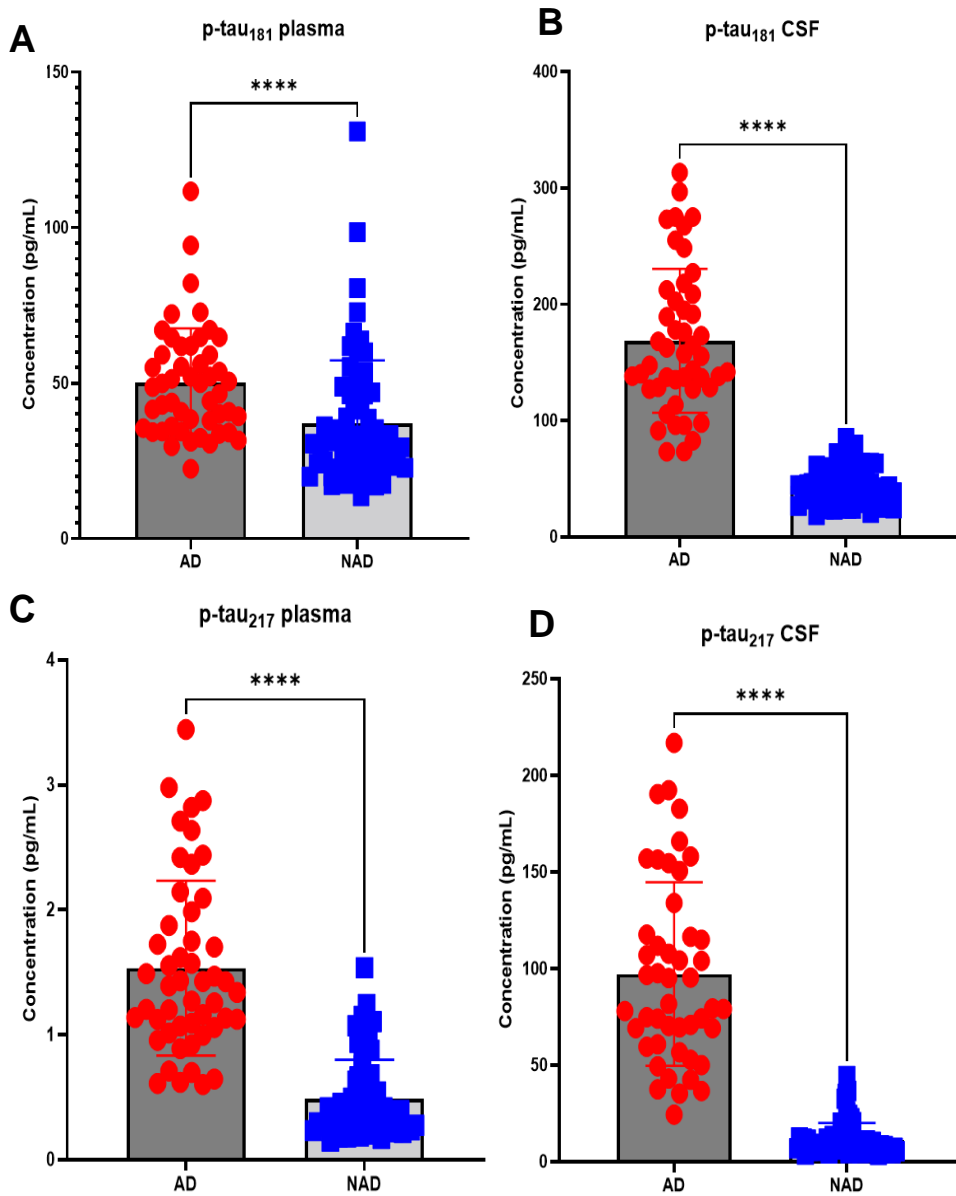 A
p-tau₁₈₁ plasma
****
150
100
50
0
Concentration (pg/mL)
AD
NAD
B
p-tau₁₈₁ CSF
****
400
300
200
100
0
Concentration (pg/mL)
AD
NAD
C
p-tau₂₁₇ plasma
****
4
3
2
1
0
Concentration (pg/mL)
AD
NAD
D
p-tau₂₁₇ CSF
****
250
200
150
100
50
0
Concentration (pg/mL)
AD
NAD